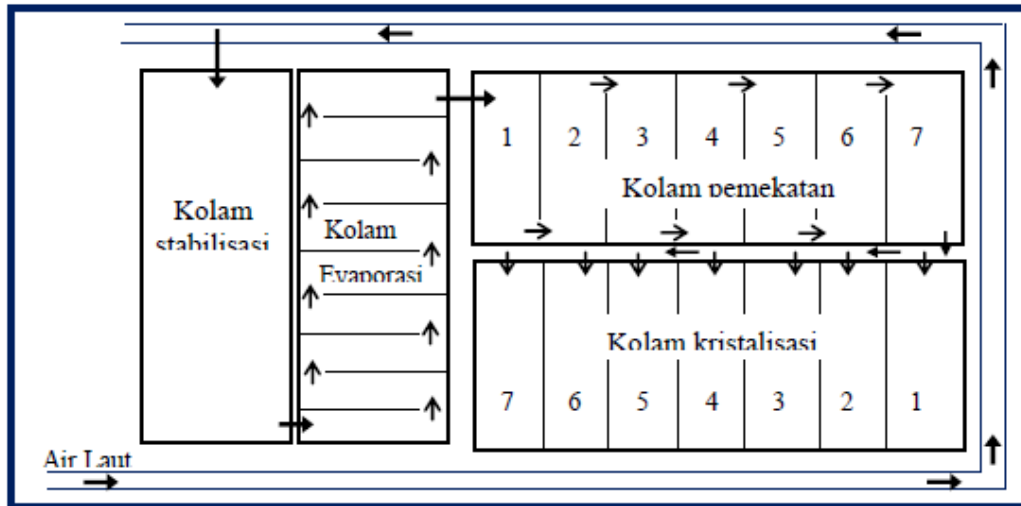 1 2 3 4 5 6 7
Kolam pemekatan
Kolam
stabilisasi
Kolam
Evaporasi
Kolam kristalisasi
7 6 5 4 3 2 1
Air Laut